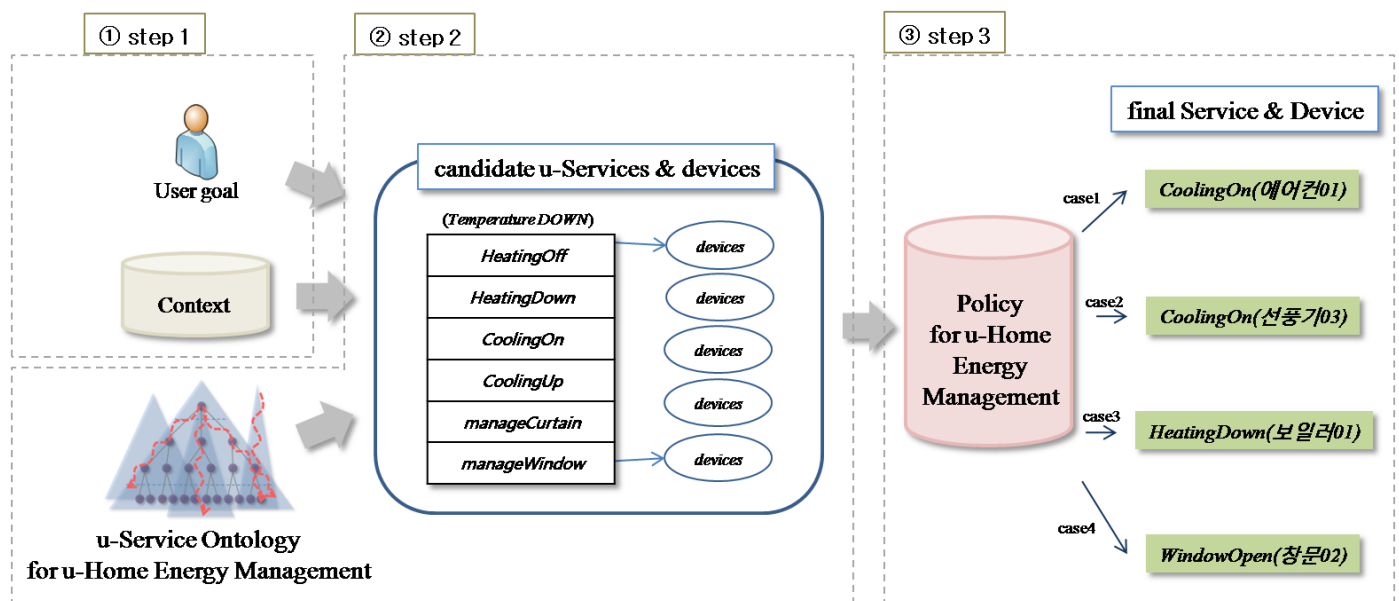 ① step 1
② step 2
③ step 3
User goal
Context
u-Service Ontology
for u-Home Energy Management
candidate u-Services & devices
(Temperature DOWN)
HeatingOff
HeatingDown
CoolingOn
CoolingUp
manageCurtain
manageWindow
devices
devices
devices
devices
devices
Policy
for u-Home
Energy
Management
final Service & Device
case1
CoolingOn(에어컨01)
case2
CoolingOn(선풍기03)
case3
HeatingDown(보일러01)
case4
WindowOpen(창문02)